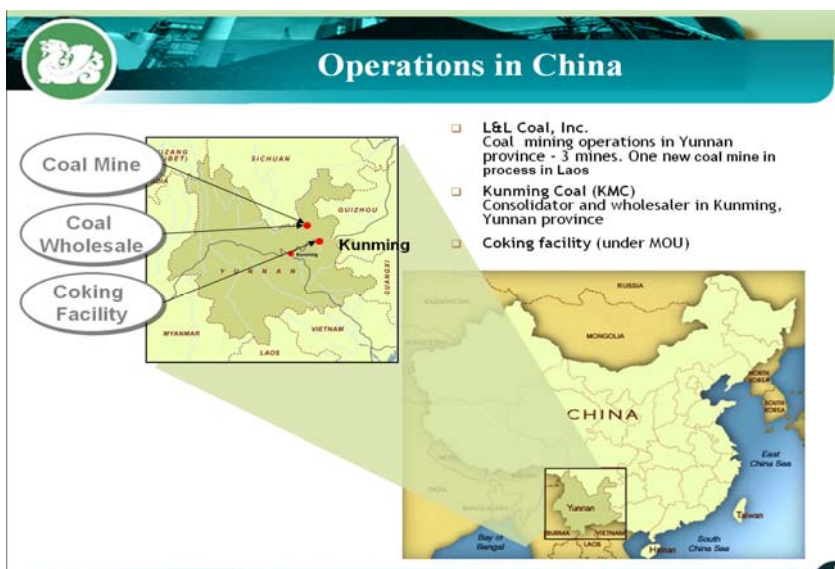 Operations in China
L&L Coal, Inc.
Coal mining operations in Yunnan
province - 3 mines. One new coal mine in
process in Laos
Kunming Coal (KMC)
Consolidator and wholesaler in Kunming,
Yunnan province
Coking facility (under MOU)
Coal Mine
Coal
Wholesale
Coking
Facility
SICHUAN
GUIZHOU
Kunming
Kunming
YUNNAN
GUANGXI
MYANMAR
VIETNAM
LAOS
RUSSIA
MONGOLIA
NORTH
KOREA
SOUTH
KOREA
CHINA
East
China Sea
Yunnan
Taiwan
BURMA
VIETNAM
LAOS
Hainan
South
China Sea
Bay of
Bengal